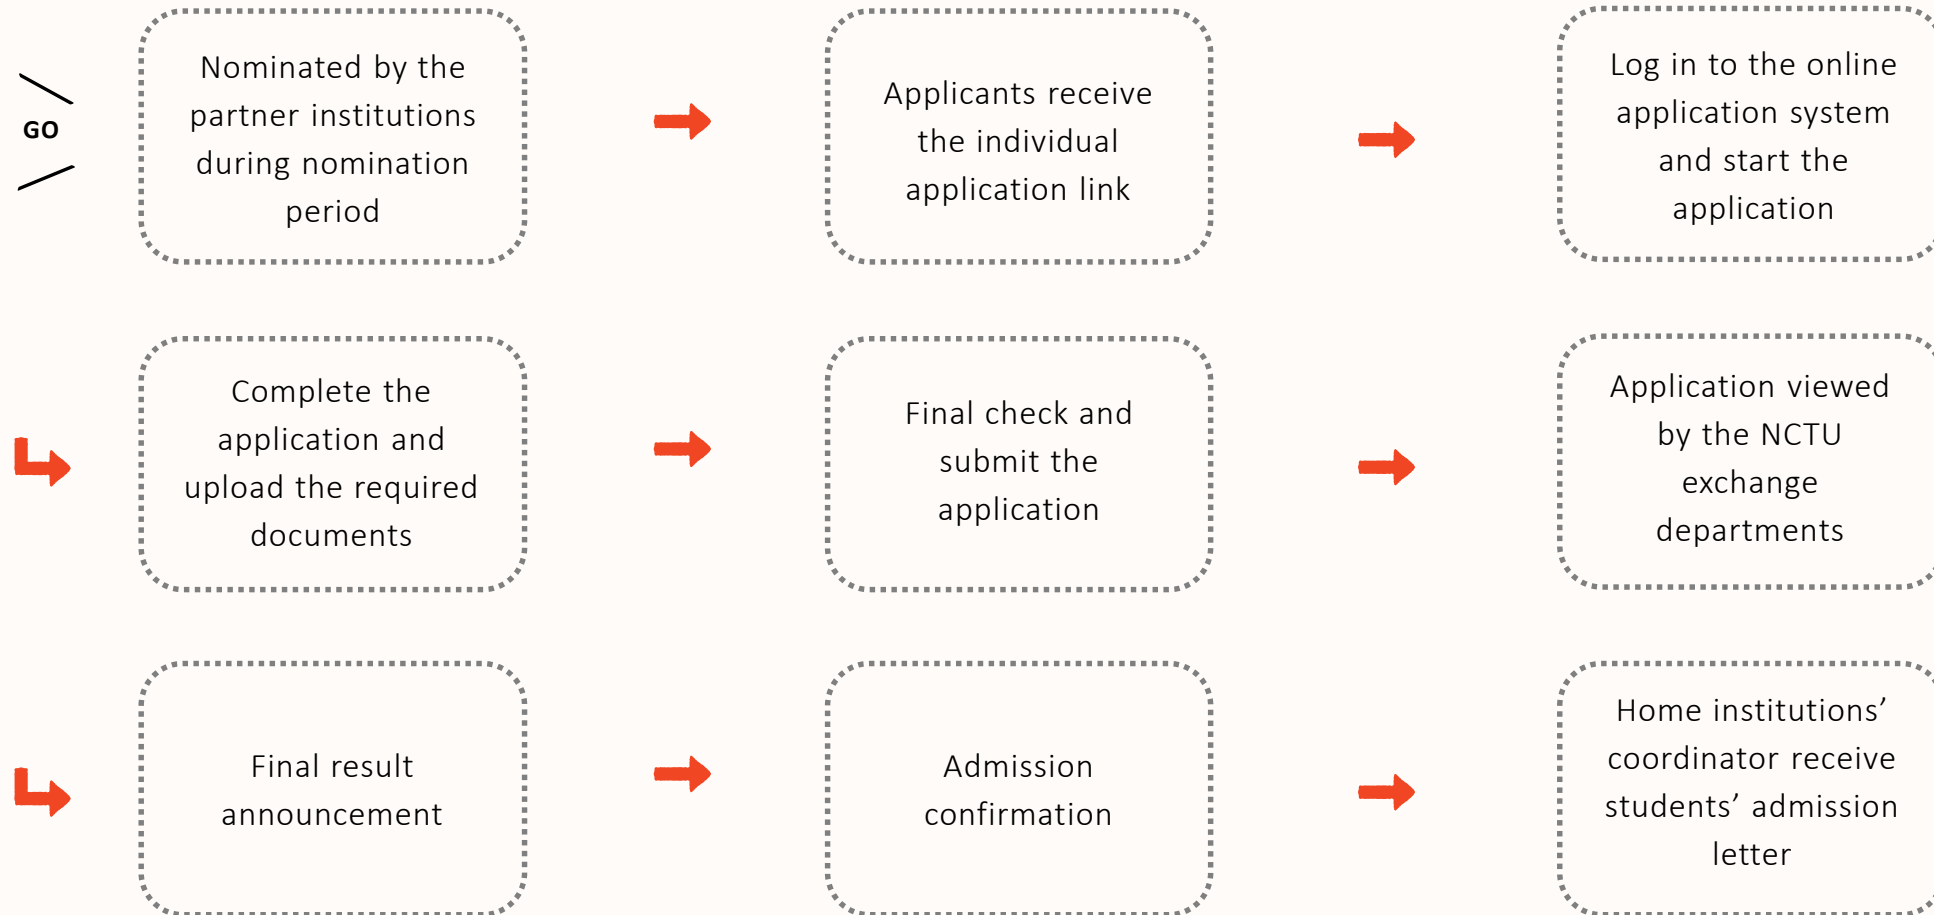 GO
Nominated by the
partner institutions
during nomination
period
Applicants receive
the individual
application link
Log in to the online
application system
and start the
application
Complete the
application and
upload the required
documents
Final check and
submit the
application
Application viewed
by the NCTU
exchange
departments
Final result
announcement
Admission
confirmation
Home institutions’
coordinator receive
students’ admission
letter